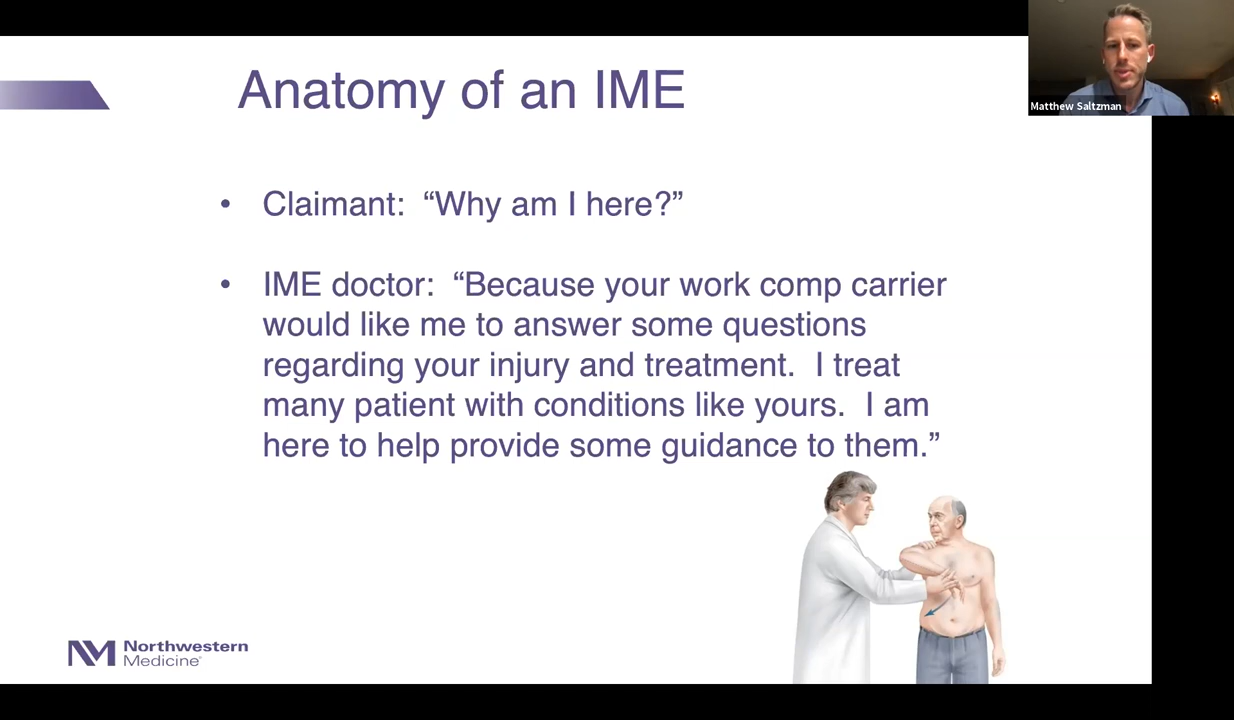 Anatomy of an IME
Matthew Saltzman
• Claimant: “Why am I here?”
• IME doctor: “Because your work comp carrier
would like me to answer some questions
regarding your injury and treatment. I treat
many patient with conditions like yours. I am
here to help provide some guidance to them.”
Northwestern
Medicine®